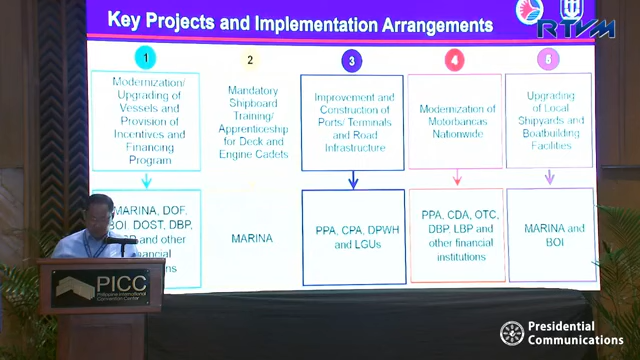 Key Projects and Implementation Arrangements
RTVM
1
2
3
4
5
Modernization/
Upgrading of
Vessels and
Provision of
Incentives and
Financing
Program
Mandatory
Shipboard
Training/
Apprenticeship
for Deck and
Engine Cadets
Improvement and
Construction of
Ports/ Terminals
and Road
Infrastructure
Modernization of
Motorbancas
Nationwide
Upgrading
of Local
Shipyards and
Boatbuilding
Facilities
MARINA, DOF,
BOI, DOST, DBP,
and other
MARINA
PPA, CPA, DPWH
and LGUs
PPA, CDA, OTC,
DBP, LBP and
other financial
institutions
MARINA and
BOI
PICC
Philippine International
Convention Center
Presidential
Communications